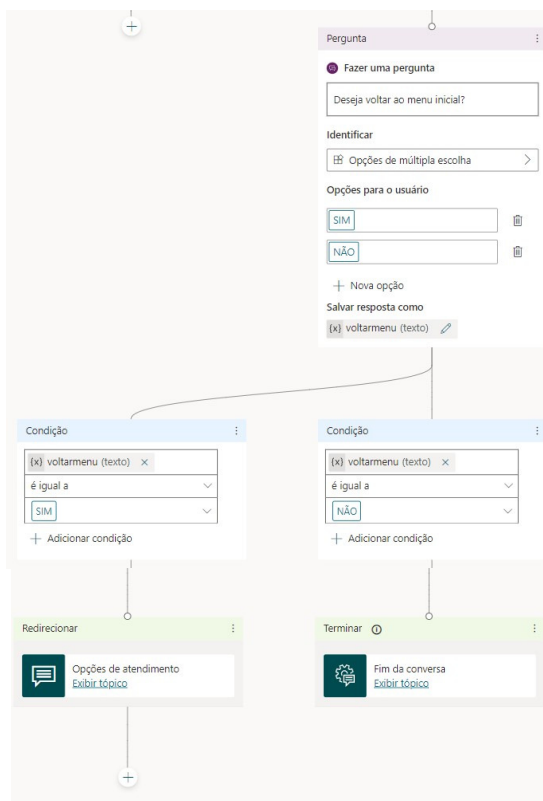 Pergunta
Fazer uma pergunta
Deseja voltar ao menu inicial?
Identificar
Opções de múltipla escolha
Opções para o usuário
SIM
NÃO
Nova opção
Salvar resposta como
{x} voltarmenu (texto)
Condição
{x} voltarmenu (texto)
é igual a
SIM
Adicionar condição
Condição
{x} voltarmenu (texto)
é igual a
NÃO
Adicionar condição
Redirecionar
Opções de atendimento
Exibir tópico
Terminar
Fim da conversa
Exibir tópico